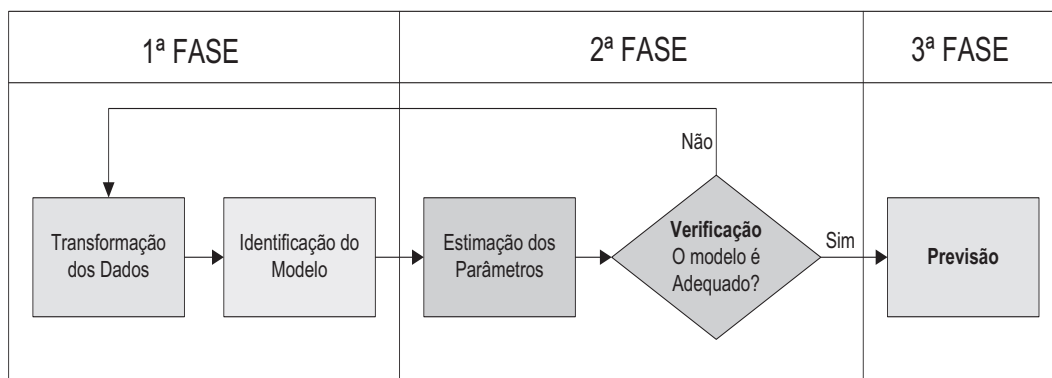 1ª FASE
2ª FASE
3ª FASE
Não
Transformação
dos Dados
Identificação do
Modelo
Estimação dos
Parâmetros
Verificação
O modelo é
Adequado?
Sim
Previsão